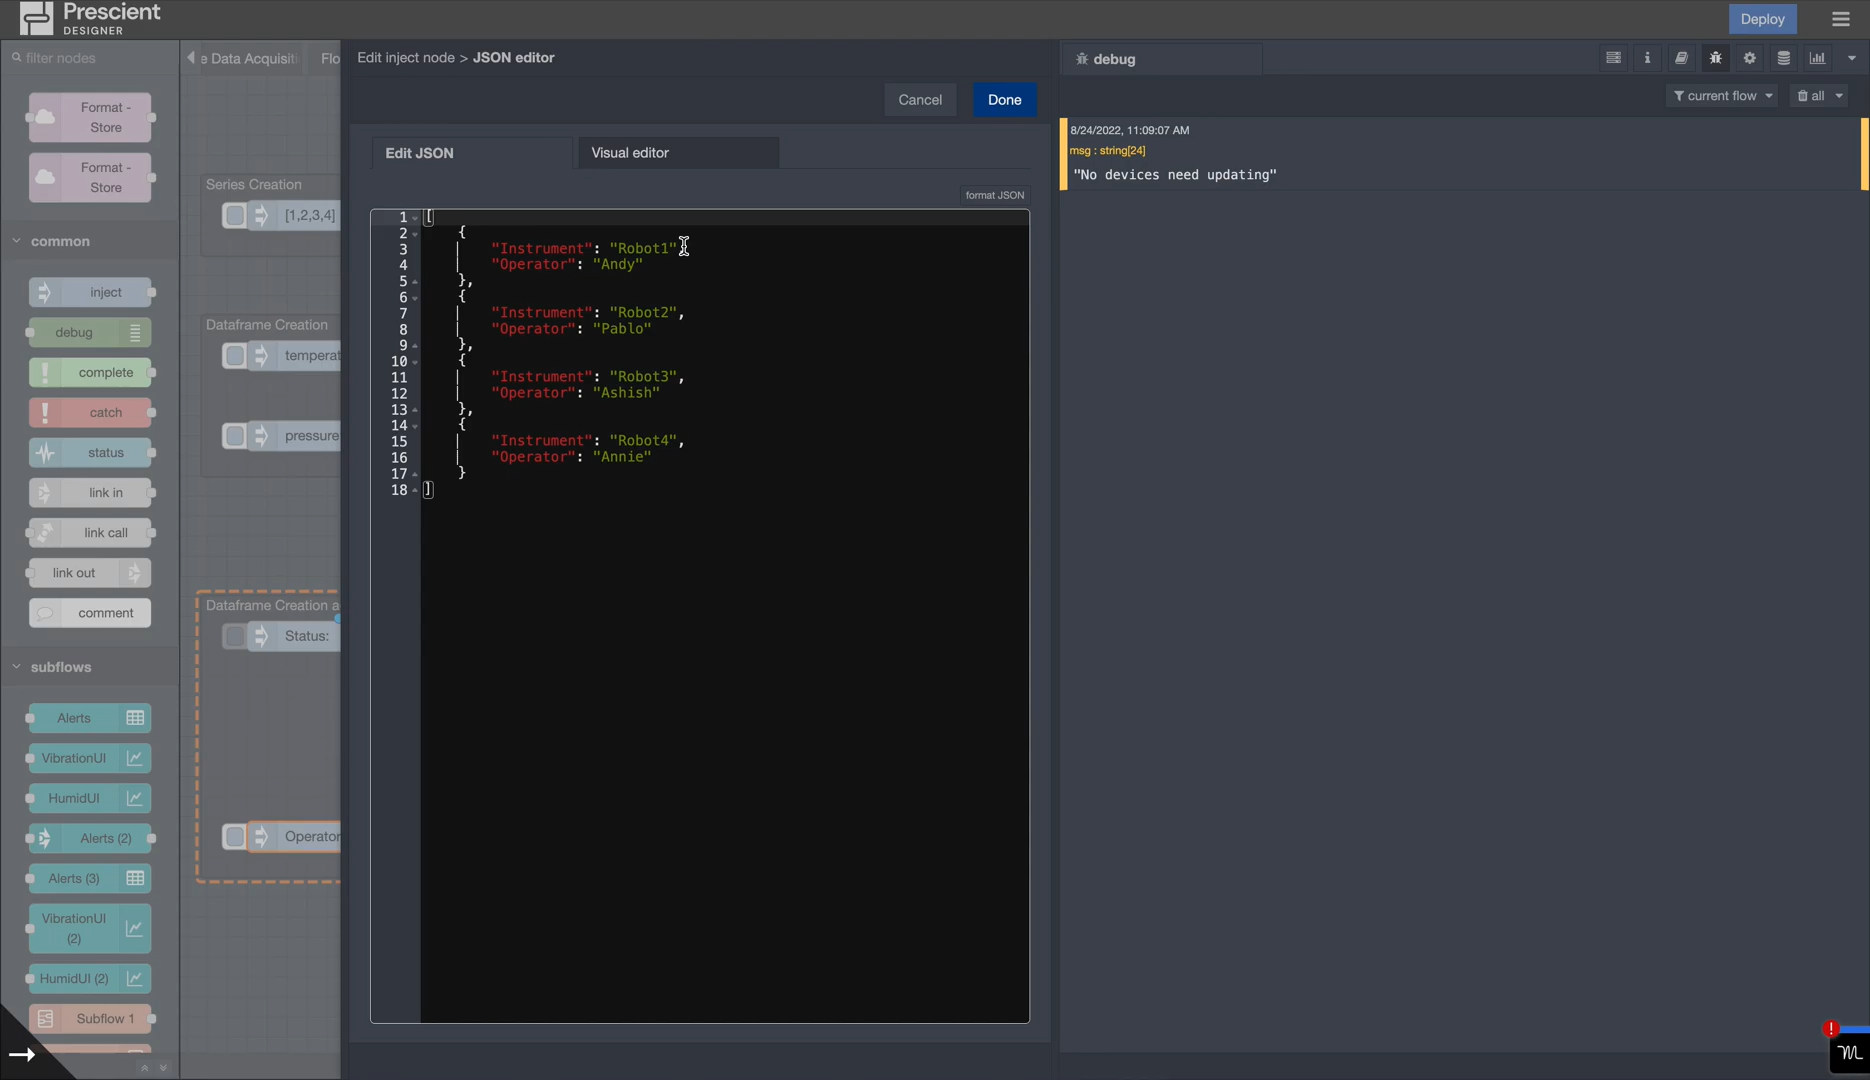 Prescient
DESIGNER
Deploy
filter nodes
e Data Acquisiti
Flo
Edit inject node > JSON editor
debug
Cancel
Done
current flow
all
Format -
Store
Format -
Store
common
inject
debug
complete
catch
status
link in
link call
link out
comment
subflows
Alerts
VibrationUI
HumidUI
Alerts (2)
Alerts (3)
VibrationUI
(2)
HumidUI (2)
Subflow 1
Series Creation
[1,2,3,4]
Dataframe Creation
temperat
pressure
Dataframe Creation a
Status:
Operator
Edit JSON
Visual editor
format JSON
1 [
2 {
3 "Instrument": "Robot1"
4 "Operator": "Andy"
5 },
6 {
7 "Instrument": "Robot2",
8 "Operator": "Pablo"
9 },
10 {
11 "Instrument": "Robot3",
12 "Operator": "Ashish"
13 },
14 {
15 "Instrument": "Robot4",
16 "Operator": "Annie"
17 }
18 ]
8/24/2022, 11:09:07 AM
msg : string[24]
"No devices need updating"